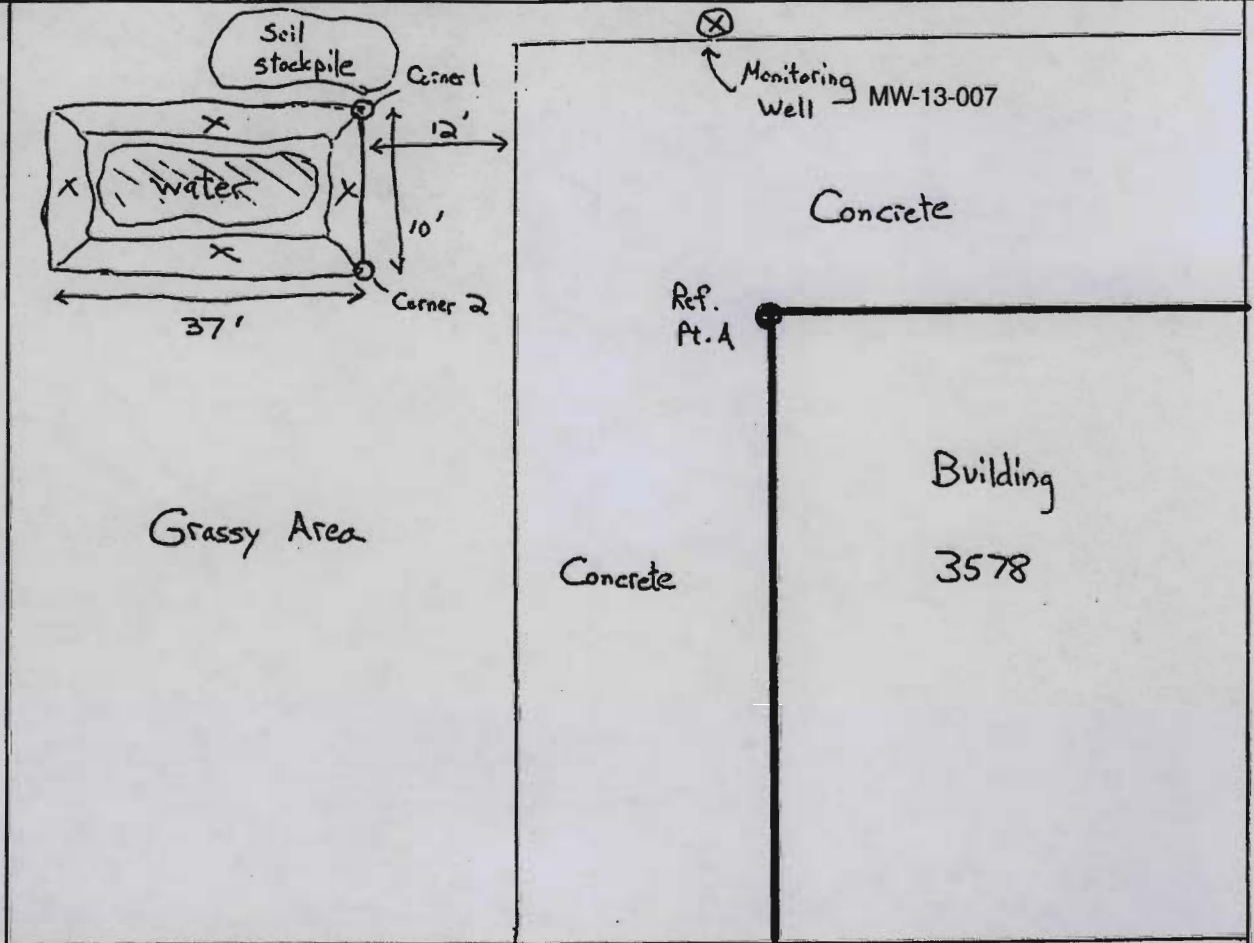 Soil
stockpile
Corner 1
Monitoring
Well MW-13-007
12'
X
X water X
10'
X
Concrete
Corner 2
37'
Ref.
Pt. A
Building
3578
Grassy Area
Concrete